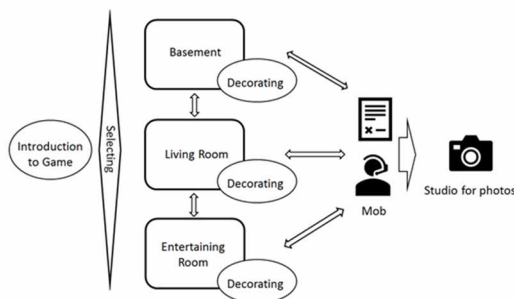 Introduction
to Game
Selecting
Basement
Decorating
Living Room
Decorating
Entertaining
Room
Decorating
Mob
Studio for photos